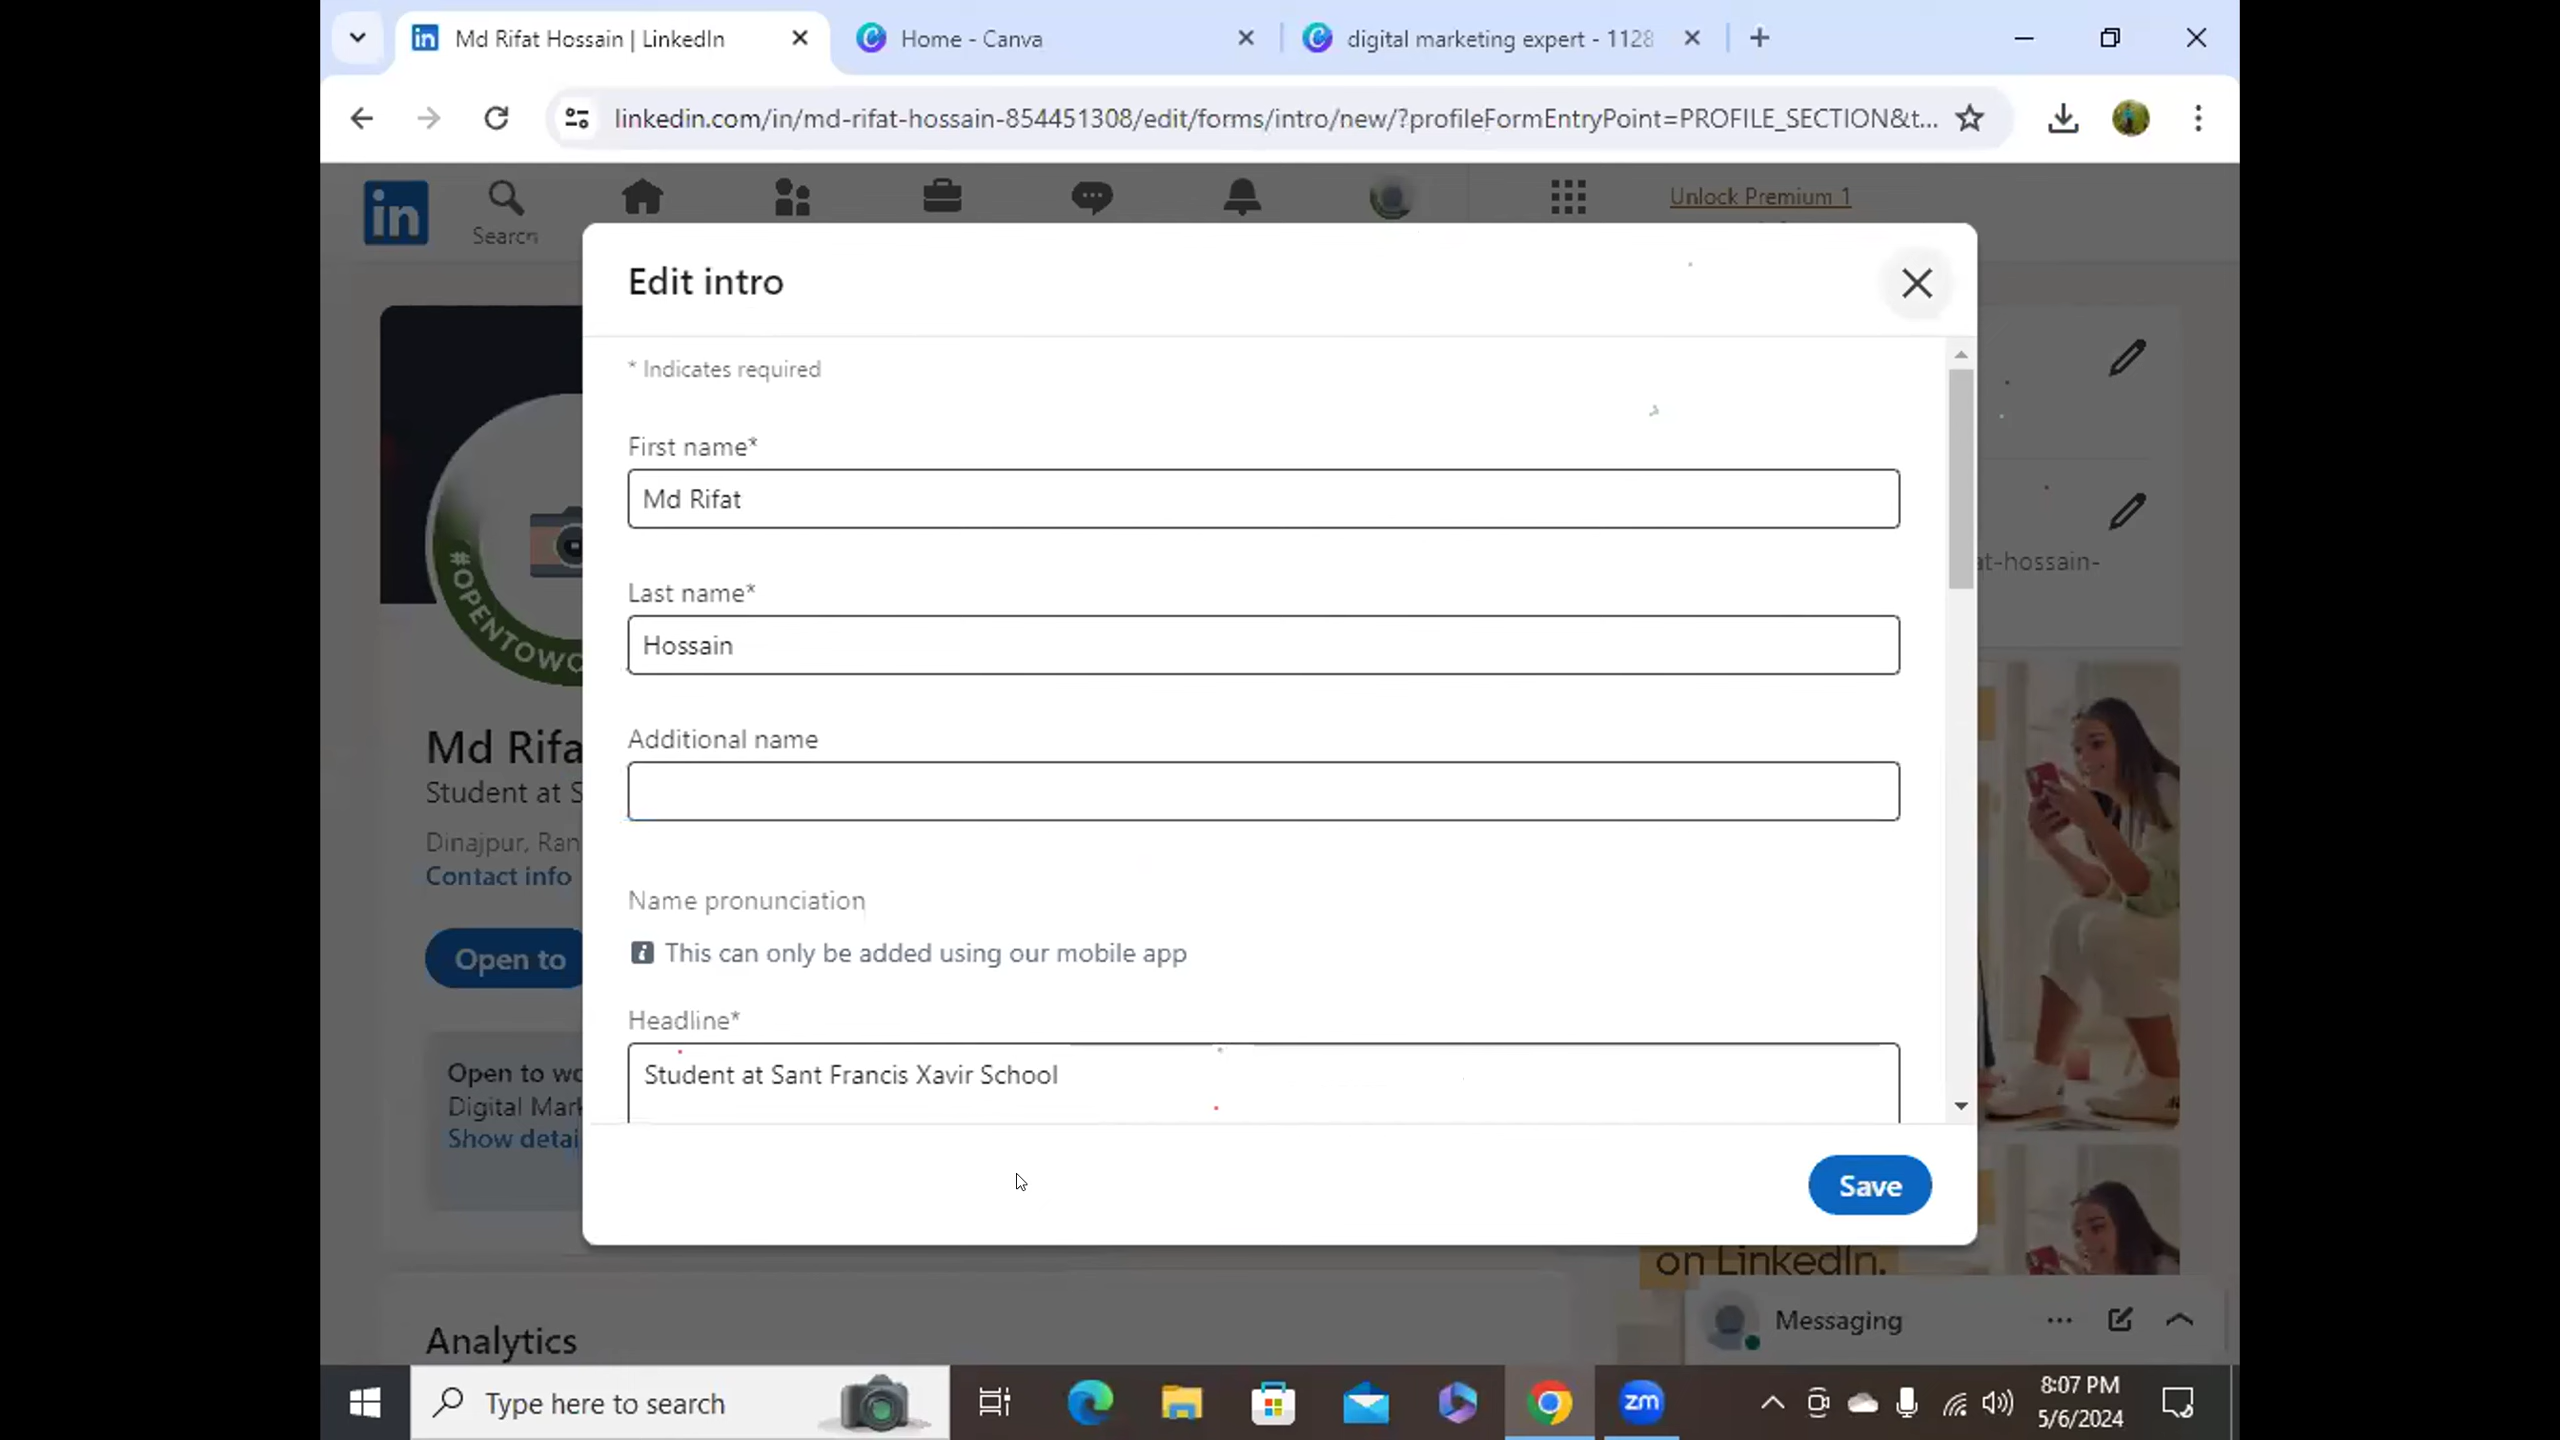 Md Rifat Hossain | LinkedIn
Home - Canva
digital marketing expert - 1128
linkedin.com/in/md-rifat-hossain-854451308/edit/forms/intro/new/?profileFormEntryPoint=PROFILE_SECTION&t...
in
Search
Unlock Premium 1
Edit intro
* Indicates required
First name*
Md Rifat
Last name*
Hossain
at-hossain-
#OPENTOWO
Additional name
Md Rifa
Student at S
Dinajpur, Ran
Contact info
Name pronunciation
This can only be added using our mobile app
Open to
Headline*
Student at Sant Francis Xavir School
Open to wo
Digital Mark
Show detai
Save
on LinkedIn.
Messaging
Analytics
Type here to search
zm
8:07 PM
5/6/2024